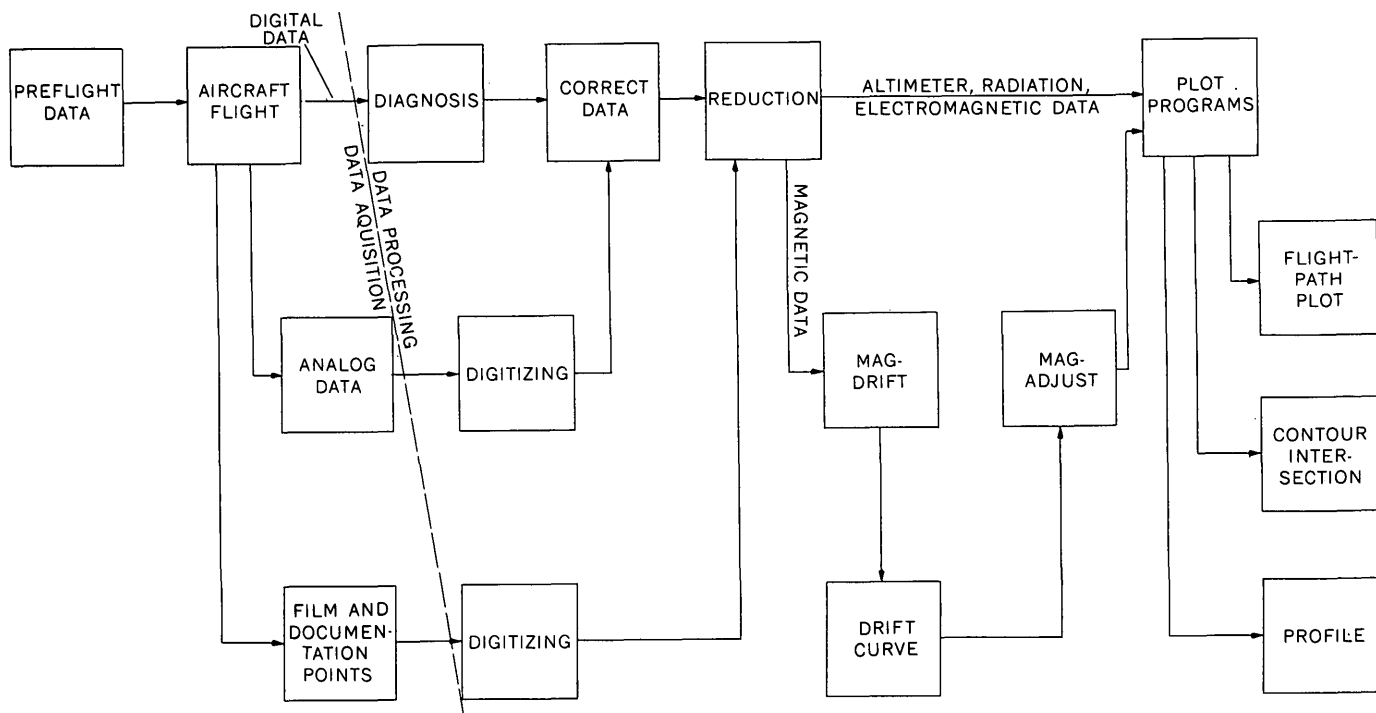 DIGITAL
DATA
PREFLIGHT
DATA
AIRCRAFT
FLIGHT
DIAGNOSIS
CORRECT
DATA
REDUCTION
ALTIMETER, RADIATION,
ELECTROMAGNETIC DATA
PLOT
PROGRAMS
DATA PROCESSING
DATA AQUISITION
MAGNETIC DATA
FLIGHT-
PATH
PLOT
ANALOG
DATA
DIGITIZING
MAG-
DRIFT
MAG-
ADJUST
CONTOUR
INTER-
SECTION
FILM AND
DOCUMEN-
TATION
POINTS
DIGITIZING
DRIFT
CURVE
PROFILE